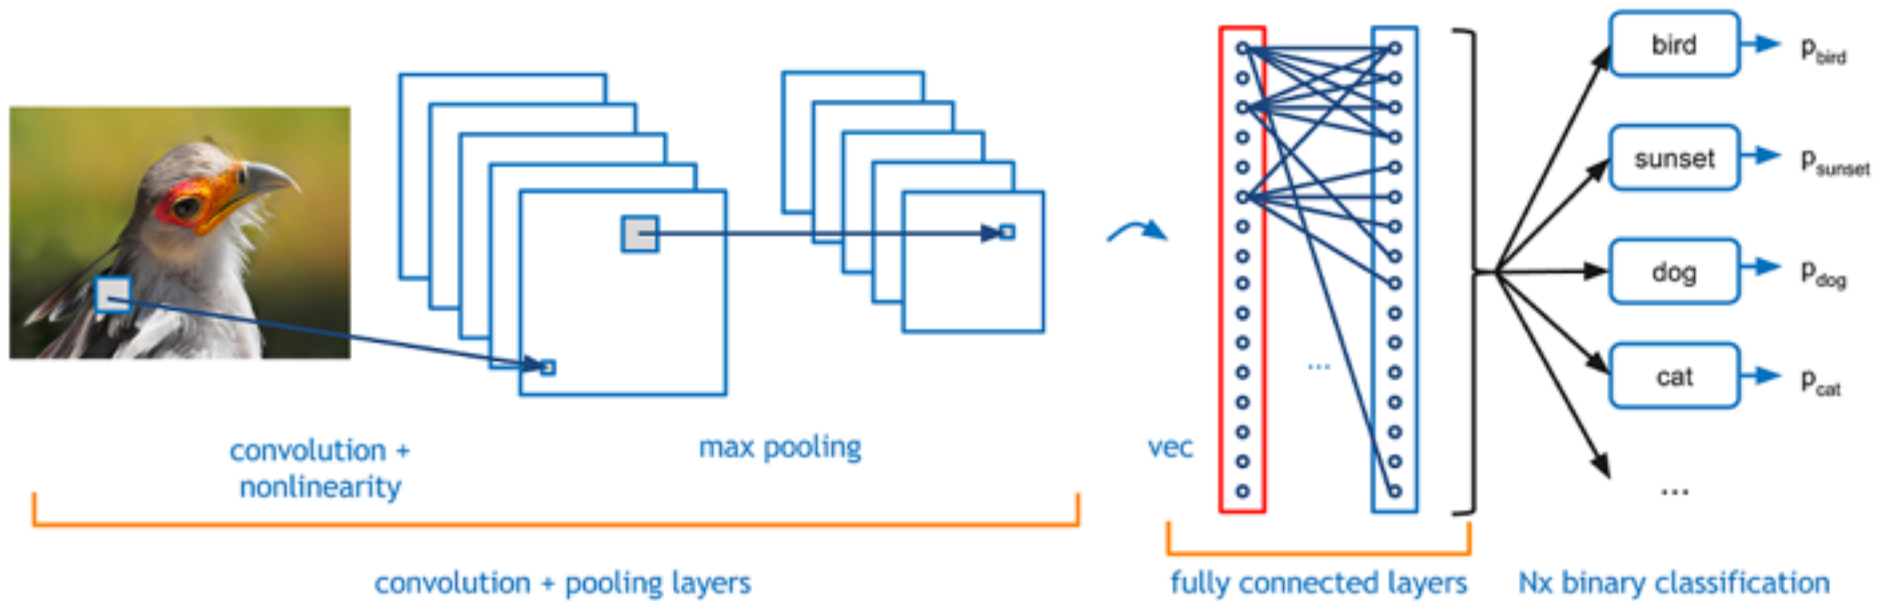 bird
p_bird
sunset
p_sunset
dog
p_dog
cat
p_cat
...
...
convolution +
nonlinearity
max pooling
vec
convolution + pooling layers
fully connected layers
Nx binary classification